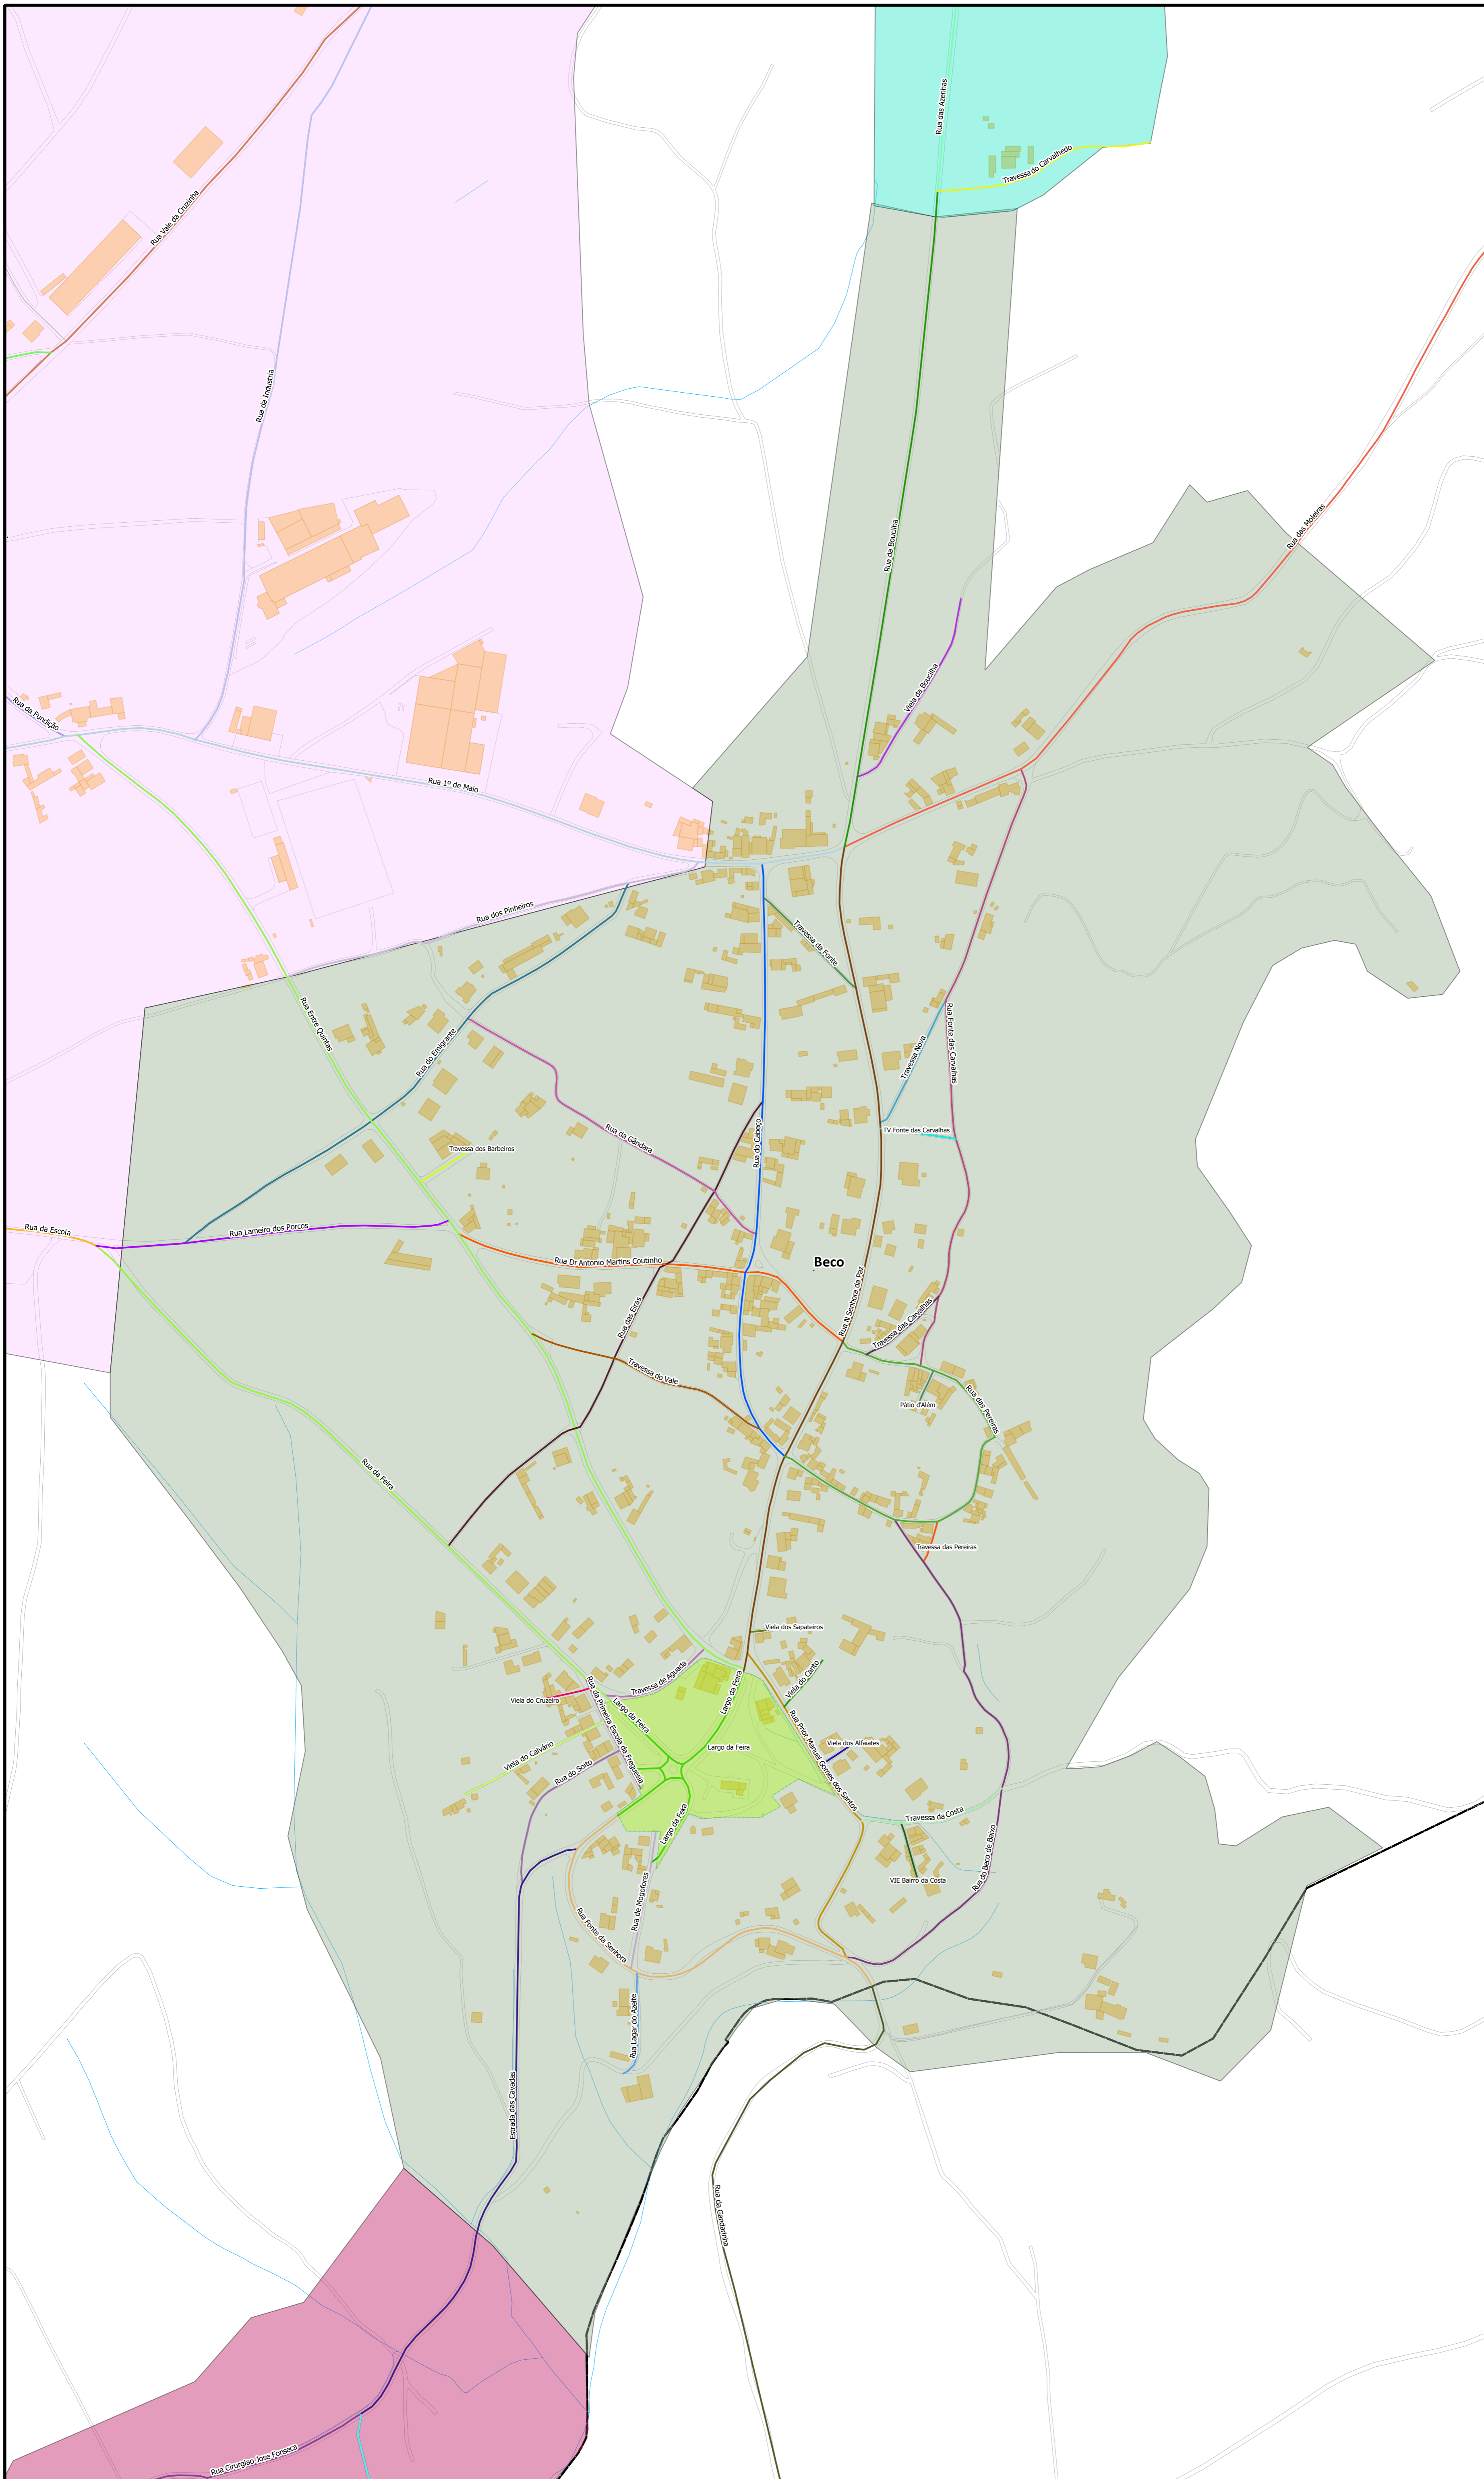 Rua das Azenhas
Travessa do Carvalhedo
Rua Vale da Cruzinha
Rua da Industria
Rua das Moleiras
Rua da Boucilha
Viela da Boucilha
Rua da Fundição
Rua 1º de Maio
Rua dos Pinheiros
Travessa da Fonte
Rua Entre Quintas
Rua do Emigrante
Travessa Nova
Rua Fonte das Carvalhas
TV Fonte das Carvalhas
Rua da Gândara
Rua do Cabeço
Travessa dos Barbeiros
Rua da Escola
Rua Lameiro dos Porcos
Rua Dr Antonio Martins Coutinho
Beco
Rua N Senhora da Paz
Rua das Eiras
Travessa das Carvalhas
Travessa do Vale
Rua das Pereiras
Pátio d'Além
Rua da Feira
Travessa das Pereiras
Viela dos Sapateiros
Travessa de Aguada
Viela do Canto
Viela do Cruzeiro
Rua da Primeira Escola da Freguesia
Largo da Feira
Largo da Feira
Largo da Feira
Rua Prior Manuel Gomes dos Santos
Viela dos Alfaiates
Viela do Calvário
Rua do Soito
Largo da Feira
Travessa da Costa
Rua do Beco de Baixo
VIE Bairro da Costa
Rua de Mogofores
Rua Fonte da Senhora
Rua Lagar do Azeite
Estrada das Cavadas
Rua da Gandarinha
Rua Cirurgiao Jose Fonseca